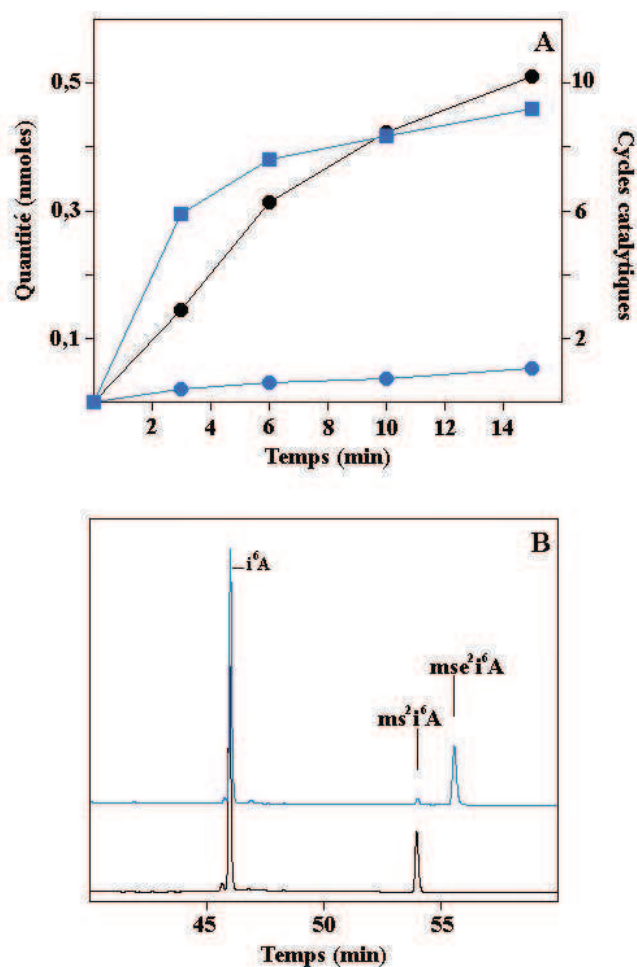 A
0,5
0,3
0,1
Quantité (nmoles)
10
6
2
Cycles catalytiques
2 4 6 8 10 12 14
Temps (min)
B
i⁶A
mse²i⁶A
ms²i⁶A
45 50 55
Temps (min)